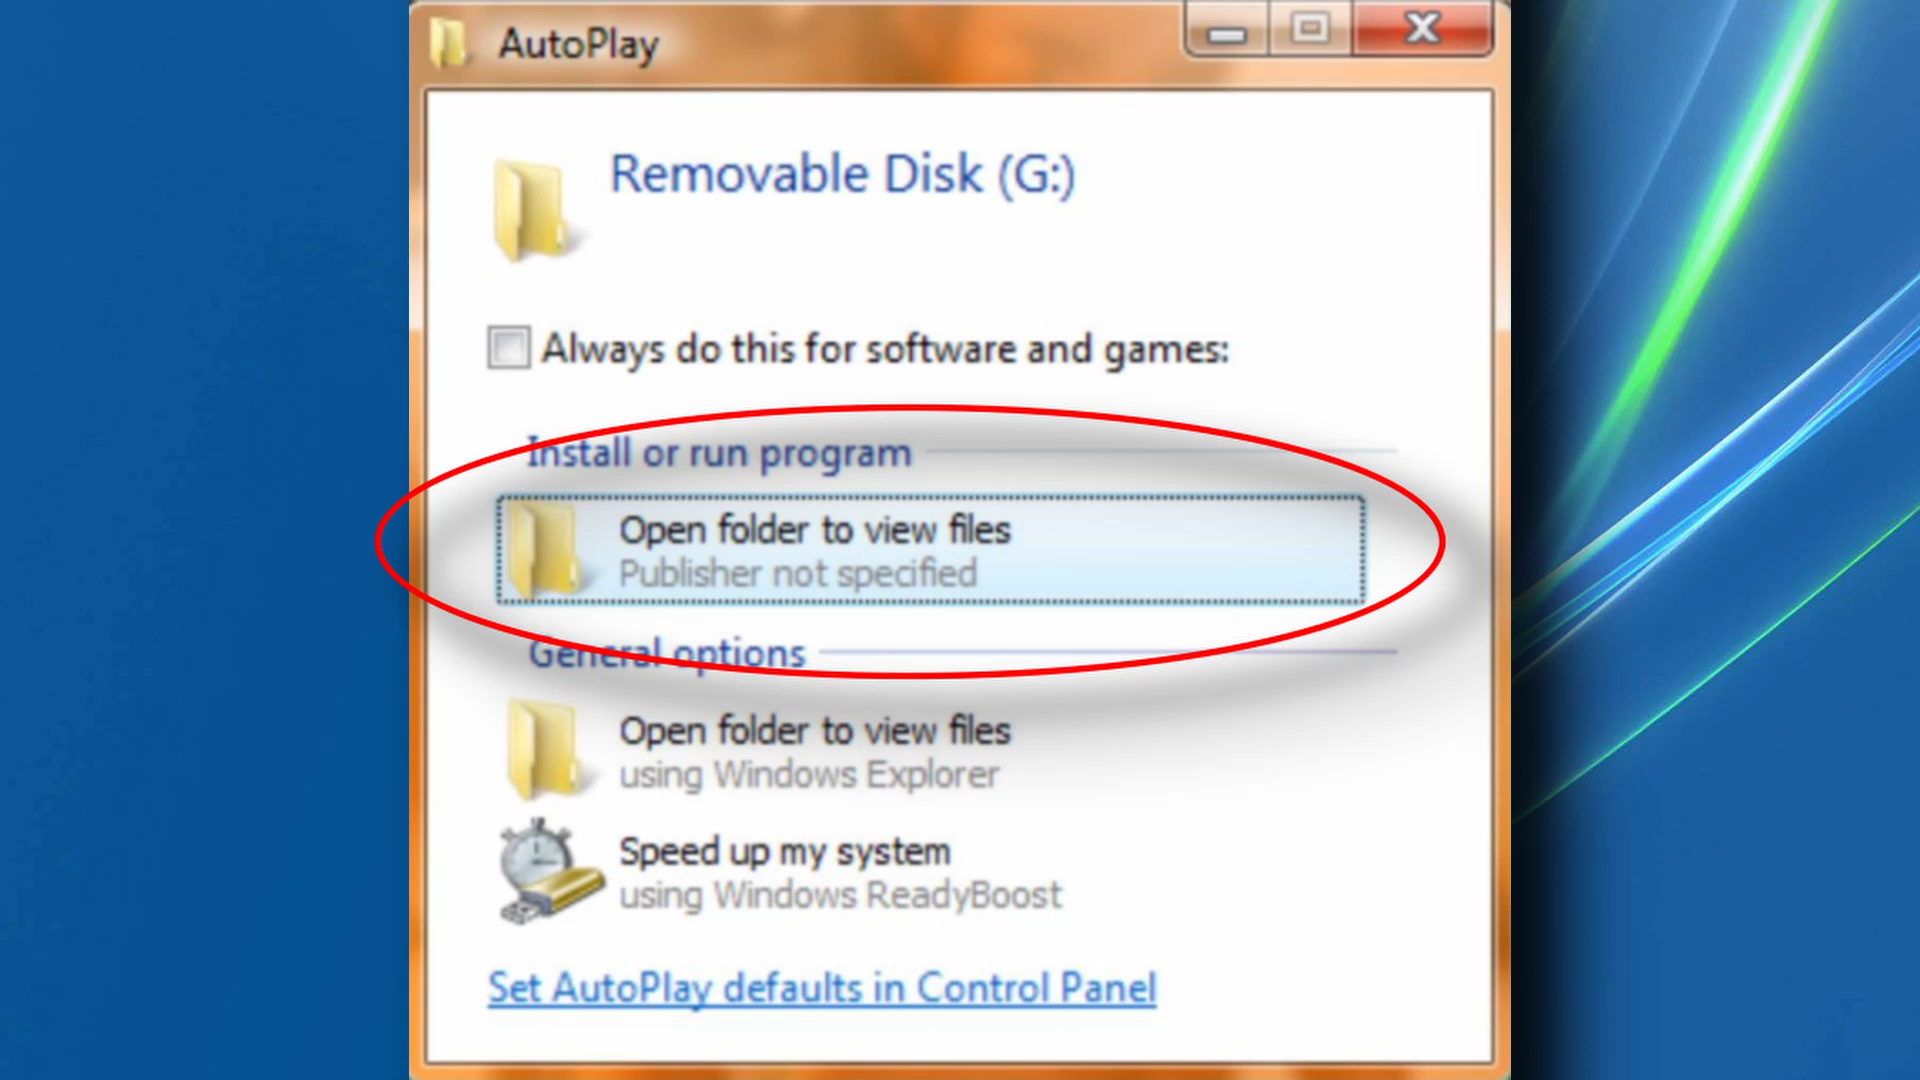 AutoPlay
Removable Disk (G:)
Always do this for software and games:
Install or run program
Open folder to view files
Publisher not specified
General options
Open folder to view files
using Windows Explorer
Speed up my system
using Windows ReadyBoost
Set AutoPlay defaults in Control Panel